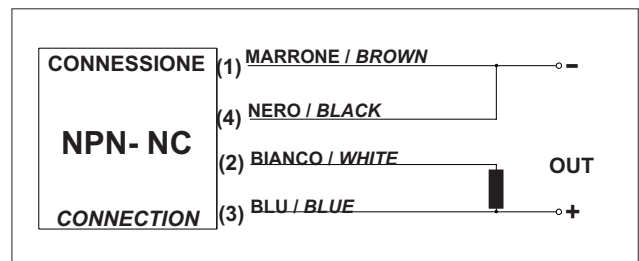 CONNESSIONE (1) MARRONE / BROWN -
(4) NERO / BLACK
NPN- NC
(2) BIANCO / WHITE OUT
CONNECTION (3) BLU / BLUE +